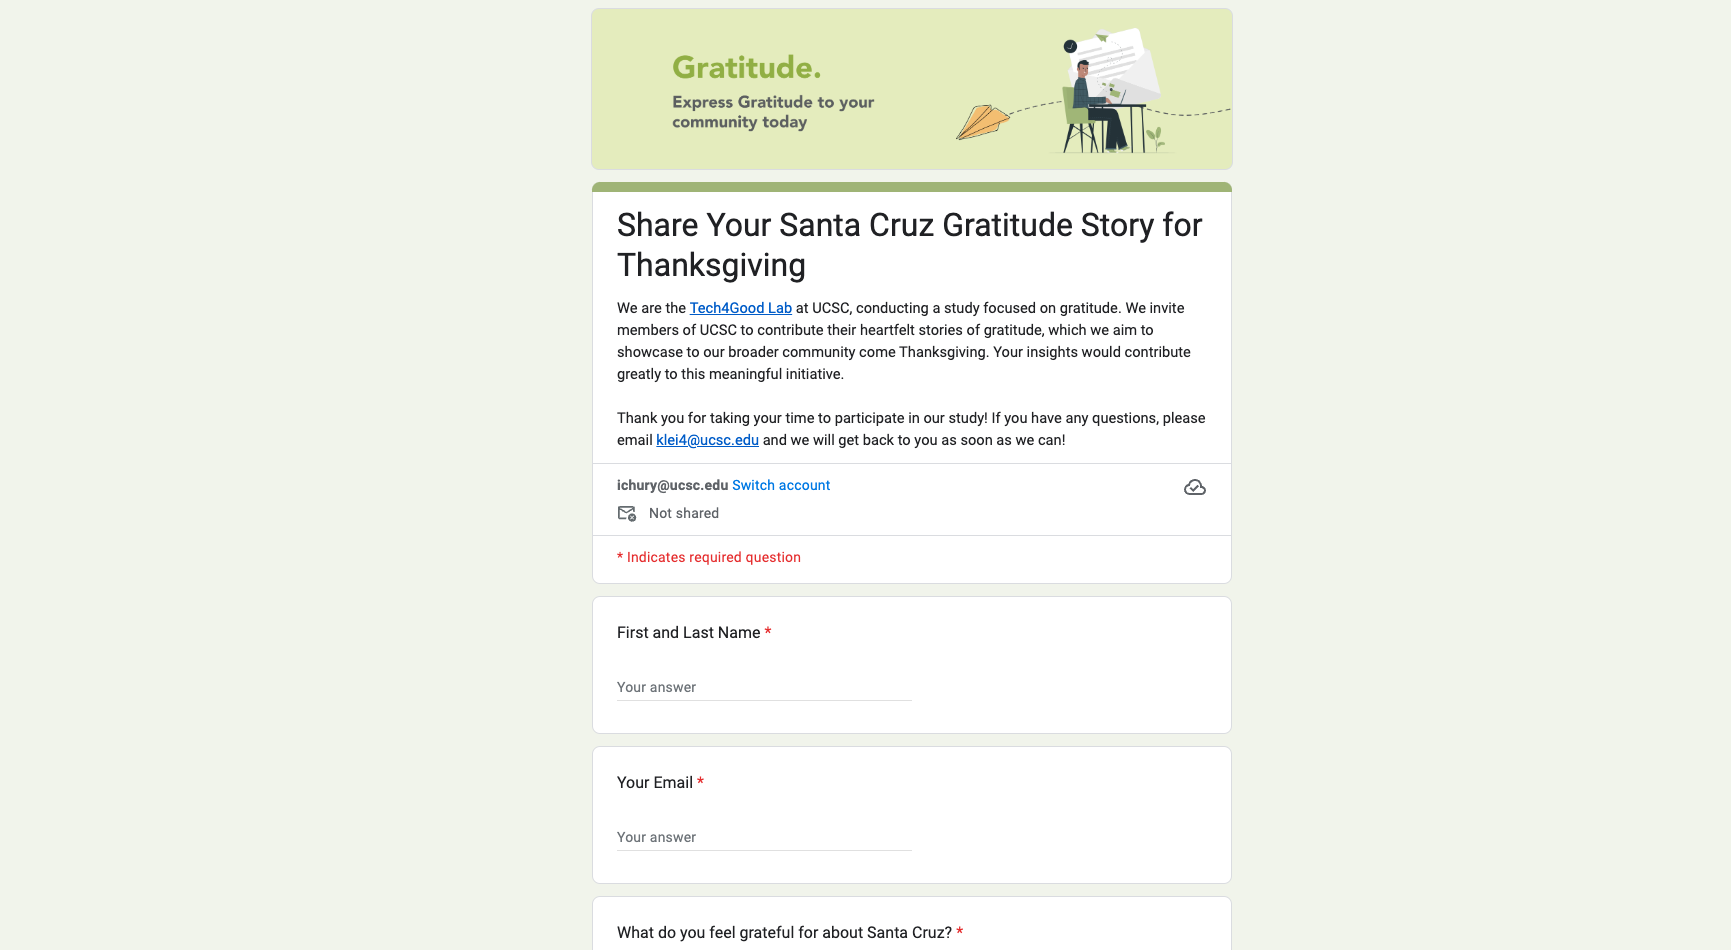 Gratitude.
Express Gratitude to your
community today
Share Your Santa Cruz Gratitude Story for
Thanksgiving
We are the Tech4Good Lab at UCSC, conducting a study focused on gratitude. We invite
members of UCSC to contribute their heartfelt stories of gratitude, which we aim to
showcase to our broader community come Thanksgiving. Your insights would contribute
greatly to this meaningful initiative.
Thank you for taking your time to participate in our study! If you have any questions, please
email klei4@ucsc.edu and we will get back to you as soon as we can!
ichury@ucsc.edu Switch account
Not shared
* Indicates required question
First and Last Name *
Your answer
Your Email *
Your answer
What do you feel grateful for about Santa Cruz? *